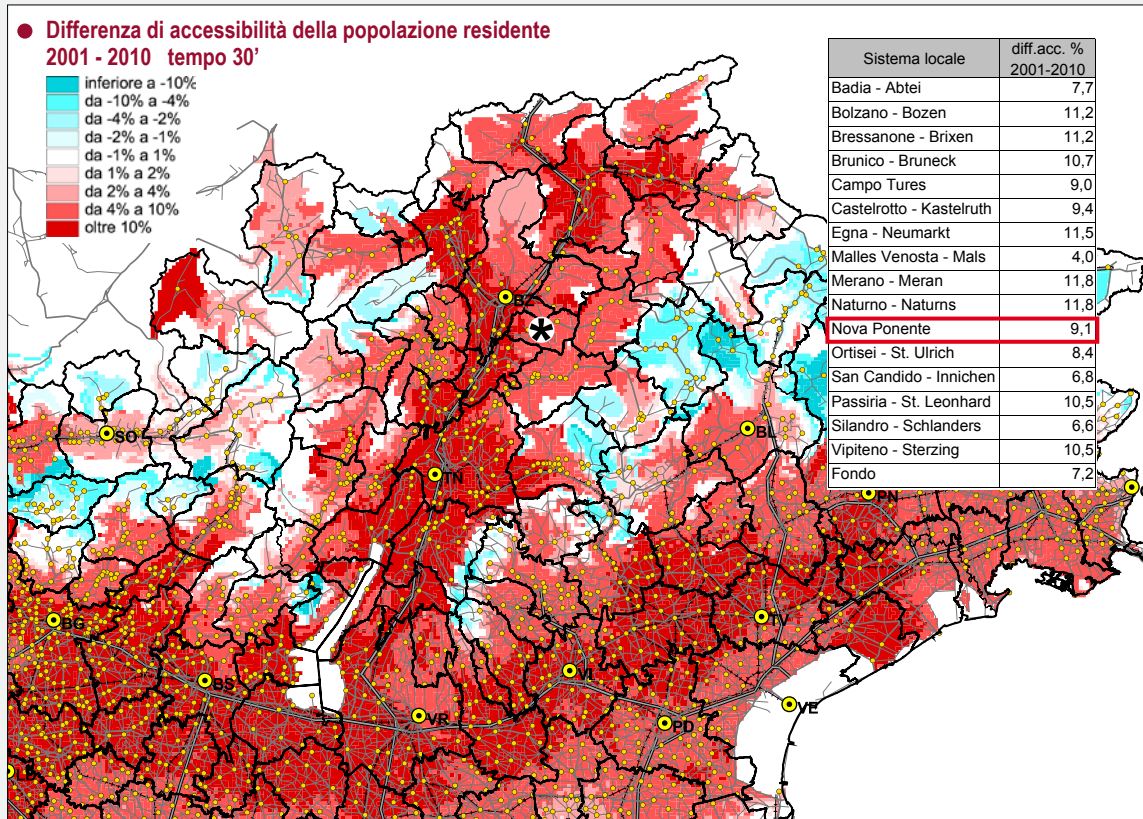 ● Differenza di accessibilità della popolazione residente
2001 - 2010 tempo 30'
inferiore a -10%
da -10% a -4%
da -4% a -2%
da -2% a -1%
da -1% a 1%
da 1% a 2%
da 2% a 4%
da 4% a 10%
oltre 10%
Sistema locale diff.acc. % 2001-2010
Badia - Abtei 7,7
Bolzano - Bozen 11,2
Bressanone - Brixen 11,2
Brunico - Bruneck 10,7
Campo Tures 9,0
Castelrotto - Kastelruth 9,4
Egna - Neumarkt 11,5
Malles Venosta - Mals 4,0
Merano - Meran 11,8
Naturno - Naturns 11,8
Nova Ponente 9,1
Ortisei - St. Ulrich 8,4
San Candido - Innichen 6,8
Passiria - St. Leonhard 10,5
Silandro - Schlanders 6,6
Vipiteno - Sterzing 10,5
Fondo 7,2
BZ
*
SO
BL
TN
PN
BG
TV
BS
VI
VR
PD
VE